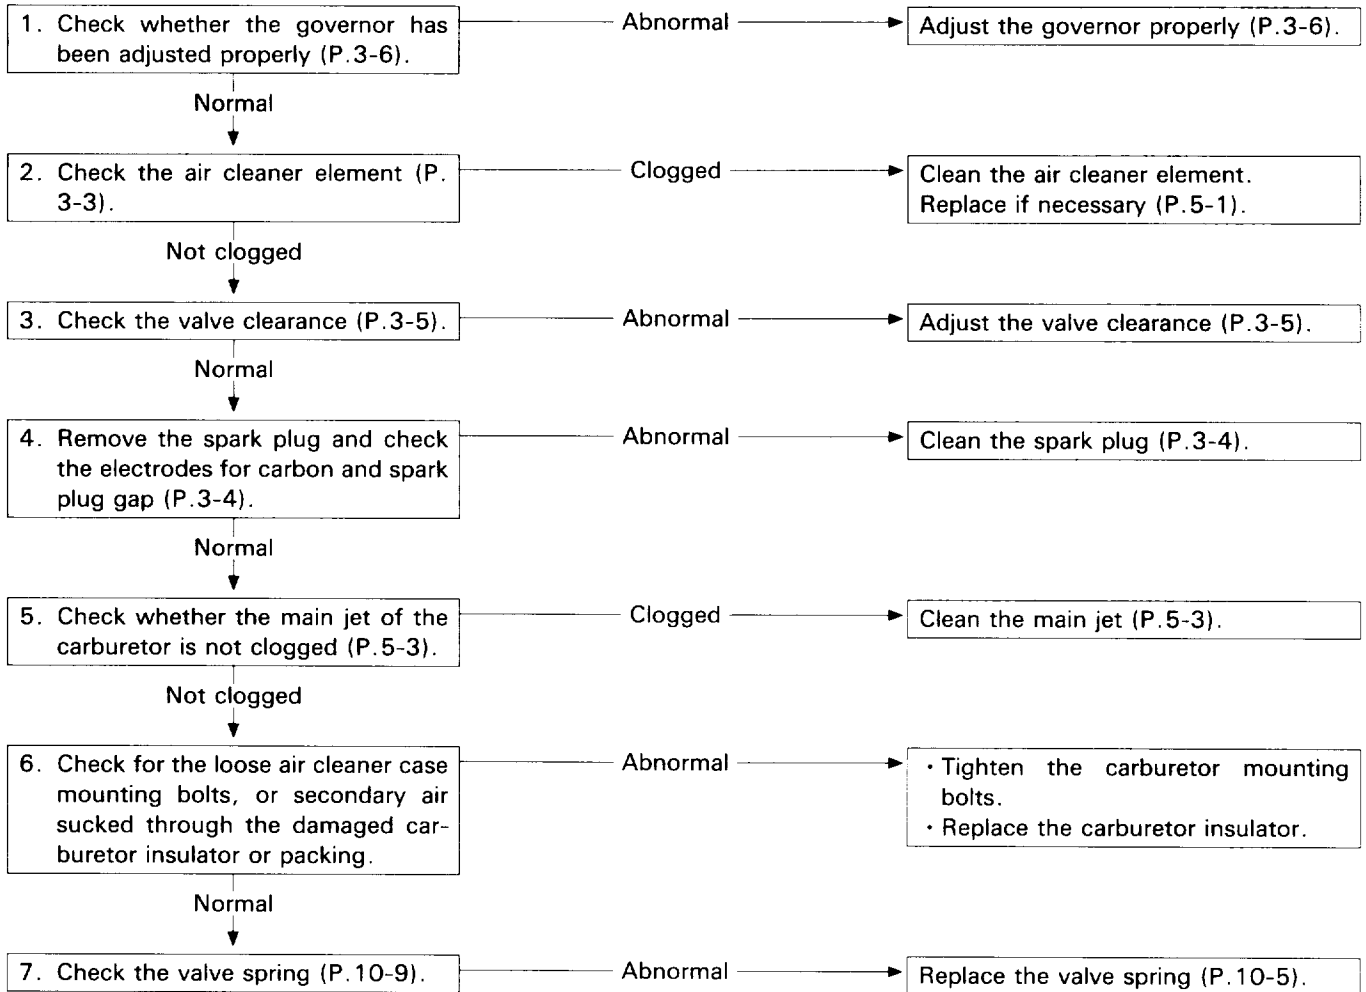 1. Check whether the governor has
been adjusted properly (P.3-6).
Abnormal
Adjust the governor properly (P.3-6).
Normal
2. Check the air cleaner element (P.
3-3).
Clogged
Clean the air cleaner element.
Replace if necessary (P.5-1).
Not clogged
3. Check the valve clearance (P.3-5).
Abnormal
Adjust the valve clearance (P.3-5).
Normal
4. Remove the spark plug and check
the electrodes for carbon and spark
plug gap (P.3-4).
Abnormal
Clean the spark plug (P.3-4).
Normal
5. Check whether the main jet of the
carburetor is not clogged (P.5-3).
Clogged
Clean the main jet (P.5-3).
Not clogged
6. Check for the loose air cleaner case
mounting bolts, or secondary air
sucked through the damaged car-
buretor insulator or packing.
Abnormal
· Tighten the carburetor mounting
bolts.
· Replace the carburetor insulator.
Normal
7. Check the valve spring (P.10-9).
Abnormal
Replace the valve spring (P.10-5).